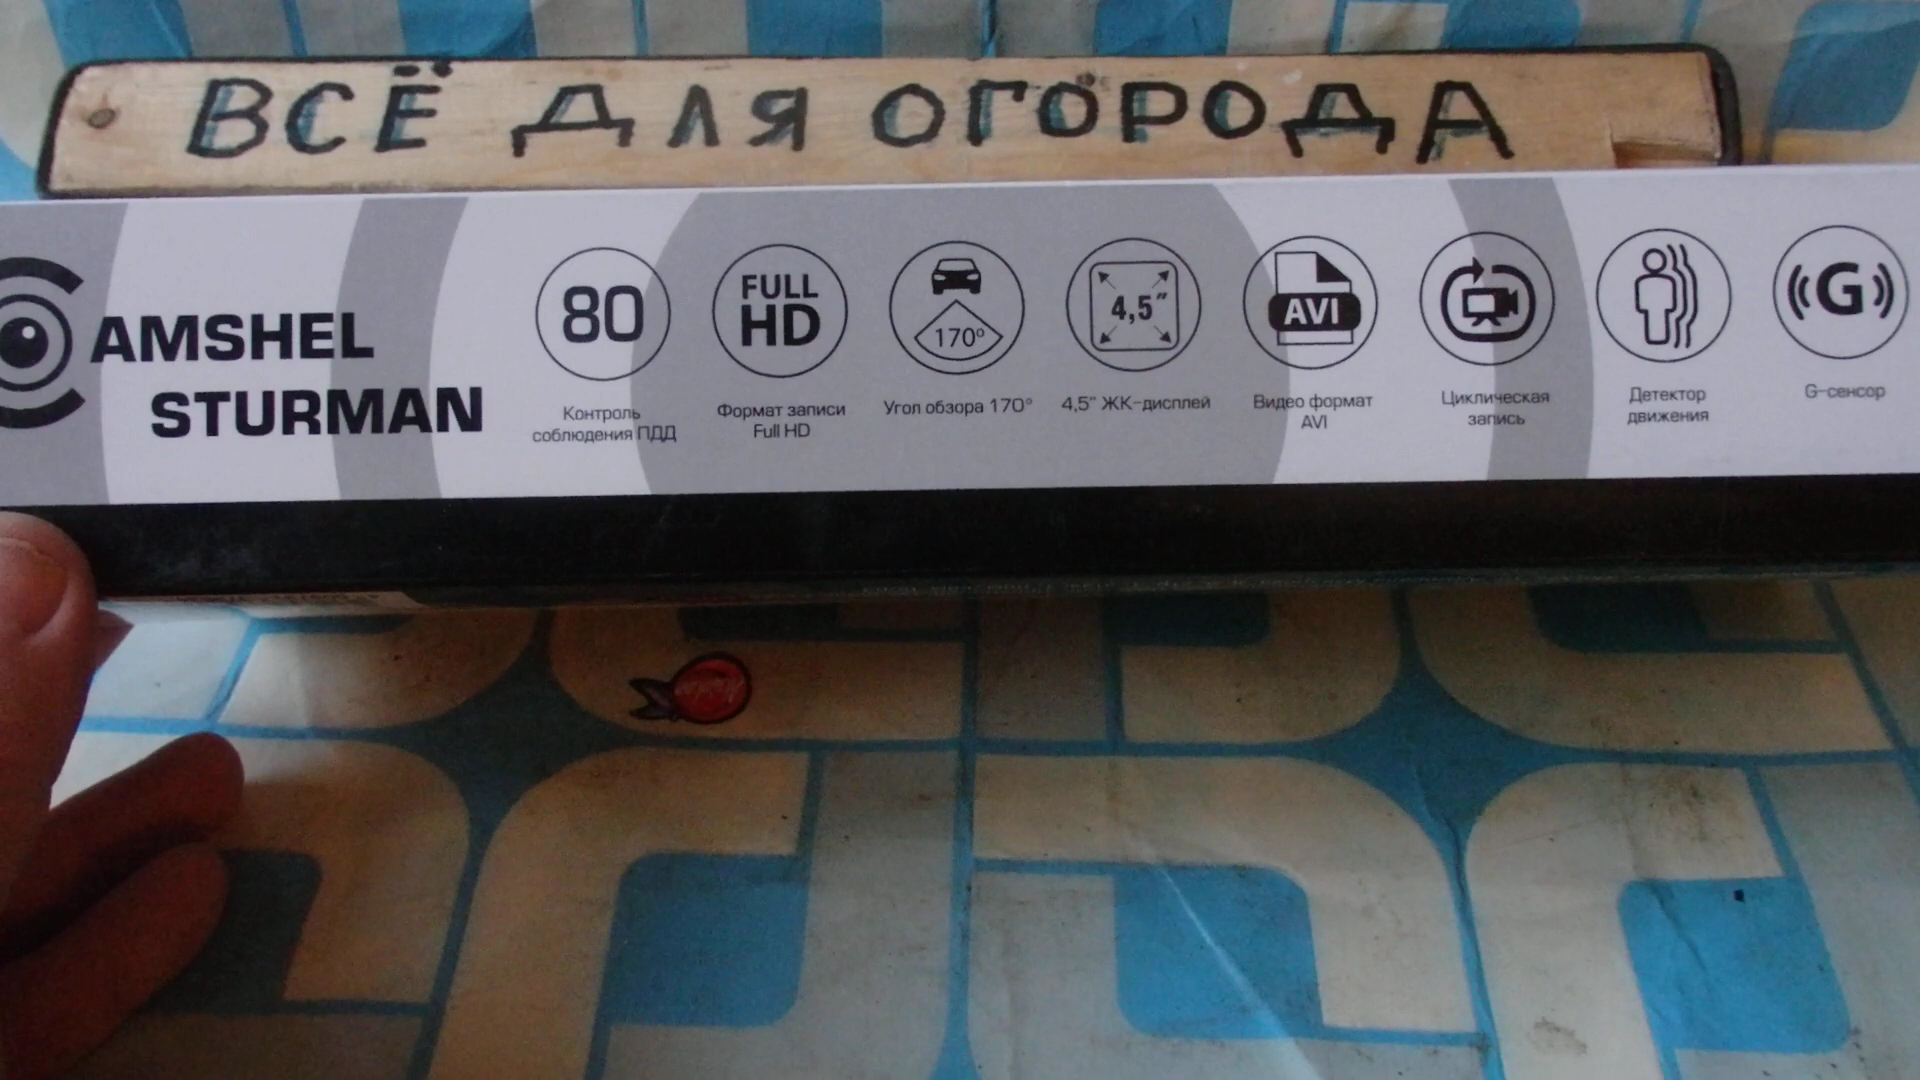 ВСЁ ДЛЯ ОГОРОДА
CAMSHEL
STURMAN
80
Контроль
соблюдения ПДД
FULL
HD
Формат записи
Full HD
170°
Угол обзора 170°
4,5"
4,5" ЖК-дисплей
AVI
Видео формат
AVI
Циклическая
запись
Детектор
движения
G
G-сенсор